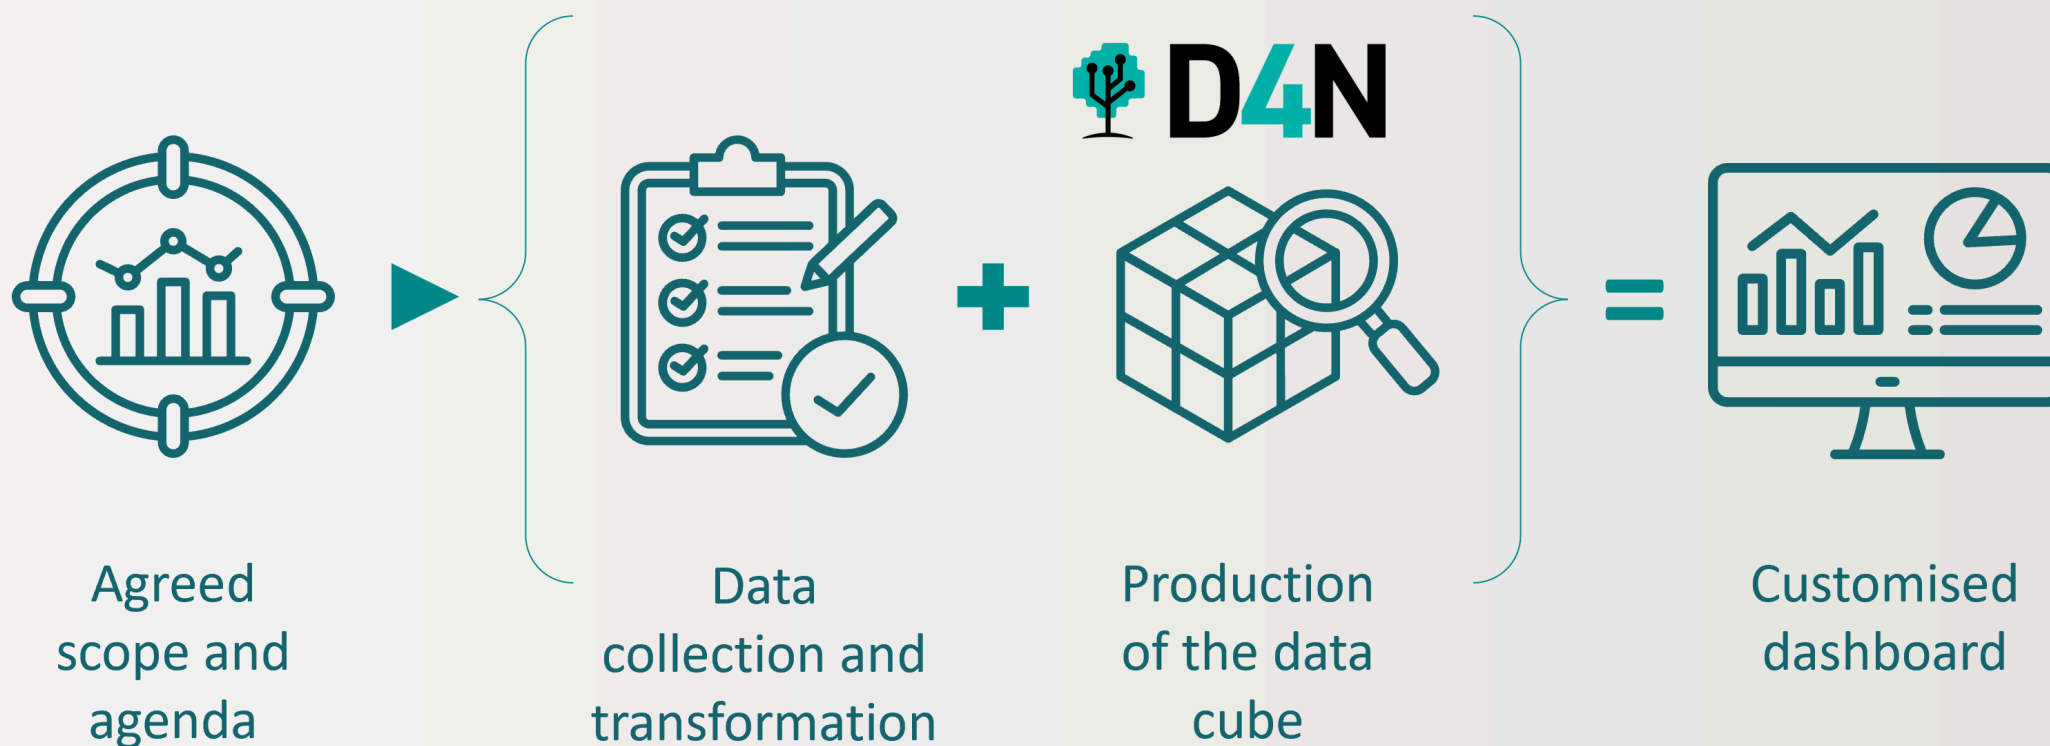 D4N
Agreed
scope and
agenda
Data
collection and
transformation
Production
of the data
cube
Customised
dashboard